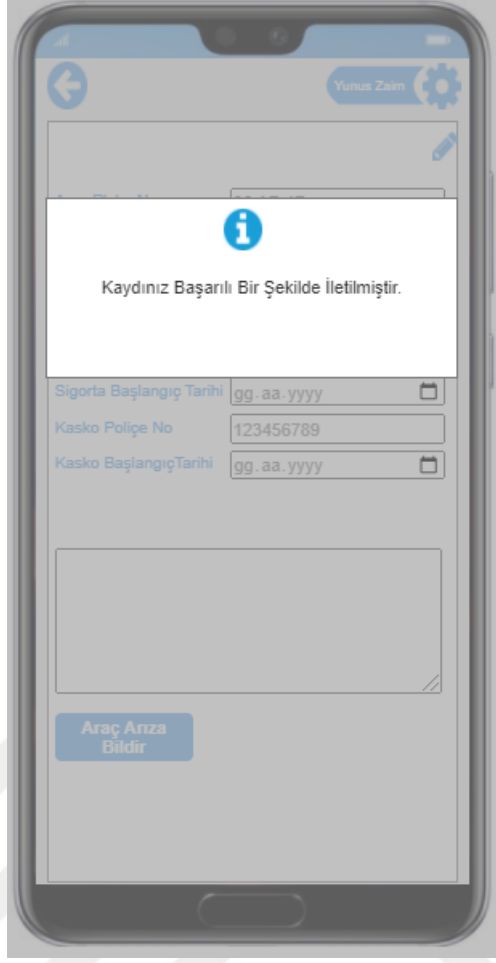 Yunus Zaim
Kaydınız Başarılı Bir Şekilde İletilmiştir.
Sigorta Başlangıç Tarihi gg.aa.yyyy
Kasko Poliçe No 123456789
Kasko BaşlangıçTarihi gg.aa.yyyy
Araç Arıza
Bildir